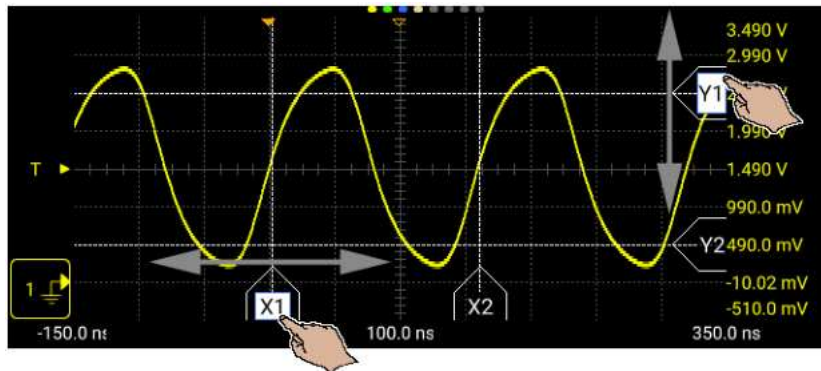 3.490 V
2.990 V
Y1
1.990 V
T
1.490 V
990.0 mV
Y2
490.0 mV
1
-10.02 mV
X1
X2
-510.0 mV
-150.0 ns
100.0 ns
350.0 ns